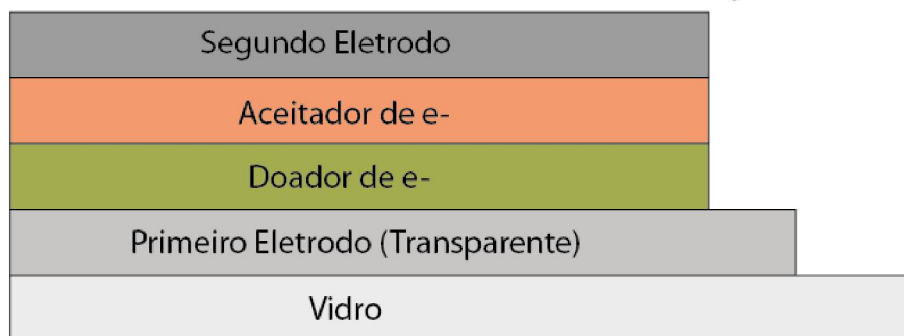 Segundo Eletrodo
Aceitador de e-
Doador de e-
Primeiro Eletrodo (Transparente)
Vidro